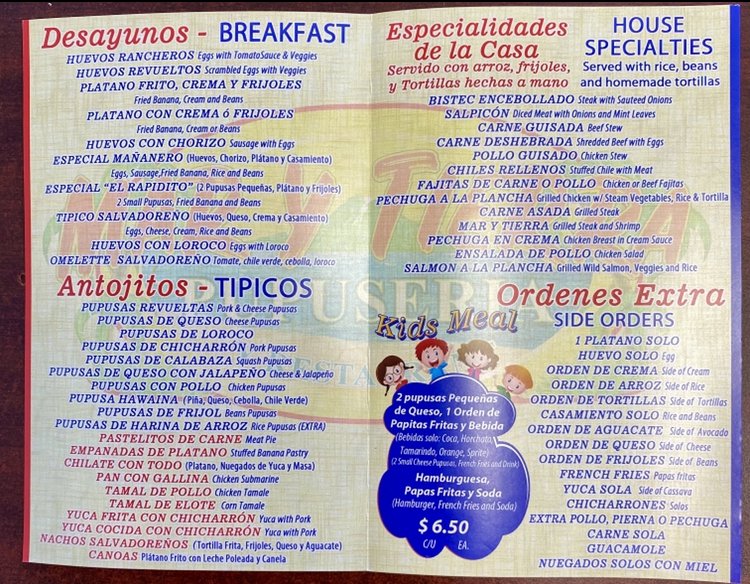 Desayunos - BREAKFAST
HUEVOS RANCHEROS Eggs with TomatoSauce & Veggies
HUEVOS REVUELTOS Scrambled Eggs with Veggies
PLATANO FRITO, CREMA Y FRIJOLES
Fried Banana, Cream and Beans
PLATANO CON CREMA ó FRIJOLES
Fried Banana, Cream or Beans
HUEVOS CON CHORIZO Sausage with Eggs
ESPECIAL MAÑANERO (Huevos, Chorizo, Plátano y Casamiento)
Eggs, Sausage,Fried Banana, Rice and Beans
ESPECIAL "EL RAPIDITO" (2 Pupusas Pequeñas, Plátano y Frijoles)
2 Small Pupusas, Fried Banana and Beans
TIPICO SALVADOREÑO (Huevos, Queso, Crema y Casamiento)
Eggs, Cheese, Cream, Rice and Beans
HUEVOS CON LOROCO Eggs with Loroco
OMELETTE SALVADOREÑO Tomate, chile verde, cebolla, loroco
Antojitos - TIPICOS
PUPUSAS REVUELTAS Pork & Cheese Pupusas
PUPUSAS DE QUESO Cheese Pupusas
PUPUSAS DE LOROCO
PUPUSAS DE CHICHARRÓN Pork Pupusas
PUPUSAS DE CALABAZA Squash Pupusas
PUPUSAS DE QUESO CON JALAPEÑO Cheese & Jalapeño
PUPUSAS CON POLLO Chicken Pupusas
PUPUSA HAWAINA (Piña, Queso, Cebolla, Chile Verde)
PUPUSAS DE FRIJOL Beans Pupusas
PUPUSAS DE HARINA DE ARROZ Rice Pupusas (EXTRA)
PASTELITOS DE CARNE Meat Pie
EMPANADAS DE PLATANO Stuffed Banana Pastry
CHILATE CON TODO (Platano, Nuegados de Yuca y Masa)
PAN CON GALLINA Chicken Submarine
TAMAL DE POLLO Chicken Tamale
TAMAL DE ELOTE Corn Tamale
YUCA FRITA CON CHICHARRÓN Yuca with Pork
YUCA COCIDA CON CHICHARRÓN Yuca with Pork
NACHOS SALVADOREÑOS (Tortilla Frita, Frijoles, Queso y Aguacate)
CANOAS Plátano Frito con Leche Poleada y Canela
Especialidades de la Casa
Servido con arroz, frijoles,
y Tortillas hechas a mano
HOUSE SPECIALTIES
Served with rice, beans
and homemade tortillas
BISTEC ENCEBOLLADO Steak with Sauteed Onions
SALPICÓN Diced Meat with Onions and Mint Leaves
CARNE GUISADA Beef Stew
CARNE DESHEBRADA Shredded Beef with Eggs
POLLO GUISADO Chicken Stew
CHILES RELLENOS Stuffed Chile with Meat
FAJITAS DE CARNE O POLLO Chicken or Beef Fajitas
PECHUGA A LA PLANCHA Grilled Chicken w/ Steam Vegetables, Rice & Tortilla
CARNE ASADA Grilled Steak
MAR Y TIERRA Grilled Steak and Shrimp
PECHUGA EN CREMA Chicken Breast in Cream Sauce
ENSALADA DE POLLO Chicken Salad
SALMON A LA PLANCHA Grilled Wild Salmon, Veggies and Rice
Kids Meal
2 pupusas Pequeñas
de Queso, 1 Orden de
Papitas Fritas y Bebida
(Bebidas solo: Coca, Horchata,
Tamarindo, Orange, Sprite)
(2 Small Cheese Pupusas, French Fries and Drink)
Hamburguesa,
Papas Fritas y Soda
(Hamburger, French Fries and Soda)
$ 6.50
C/U EA.
Ordenes Extra
SIDE ORDERS
1 PLATANO SOLO
HUEVO SOLO Egg
ORDEN DE CREMA Side of Cream
ORDEN DE ARROZ Side of Rice
ORDEN DE TORTILLAS Side of Tortillas
CASAMIENTO SOLO Rice and Beans
ORDEN DE AGUACATE Side of Avocado
ORDEN DE QUESO Side of Cheese
ORDEN DE FRIJOLES Side of Beans
FRENCH FRIES Papas fritas
YUCA SOLA Side of Cassava
CHICHARRONES Solos
EXTRA POLLO, PIERNA O PECHUGA
CARNE SOLA
GUACAMOLE
NUEGADOS SOLOS CON MIEL